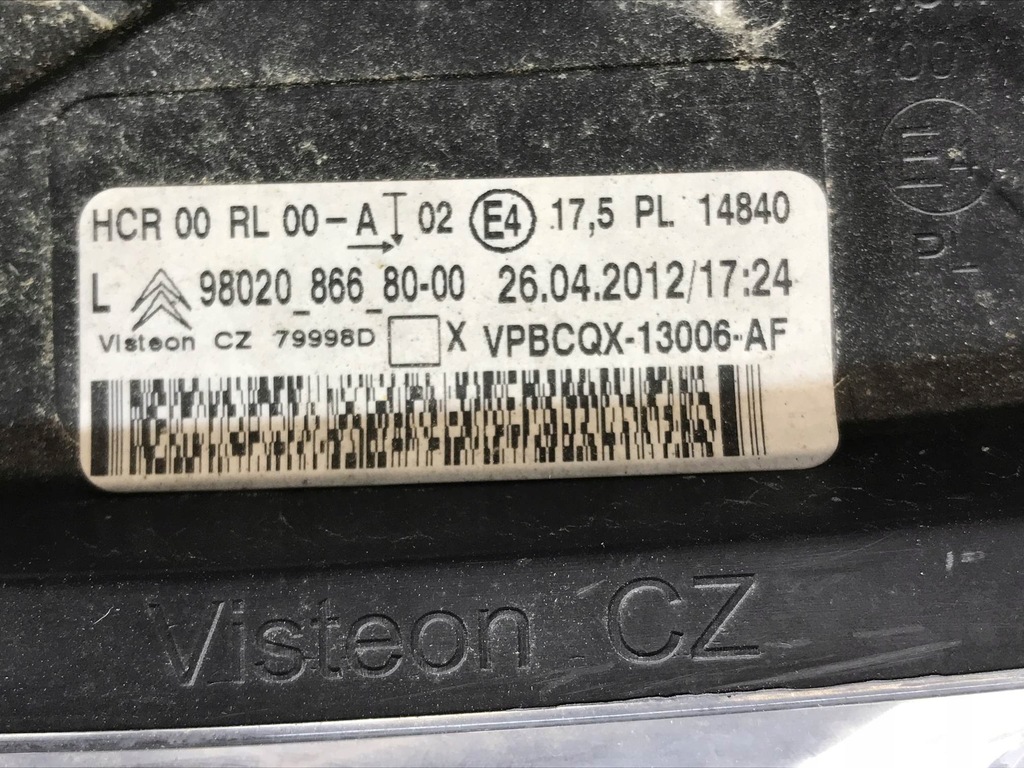 HCR 00 RL 00-A 02 E4 17,5 PL 14840
L 98020_866_80-00 26.04.2012/17:24
Visteon CZ 79998D X VPBCQX-13006-AF
Visteon CZ